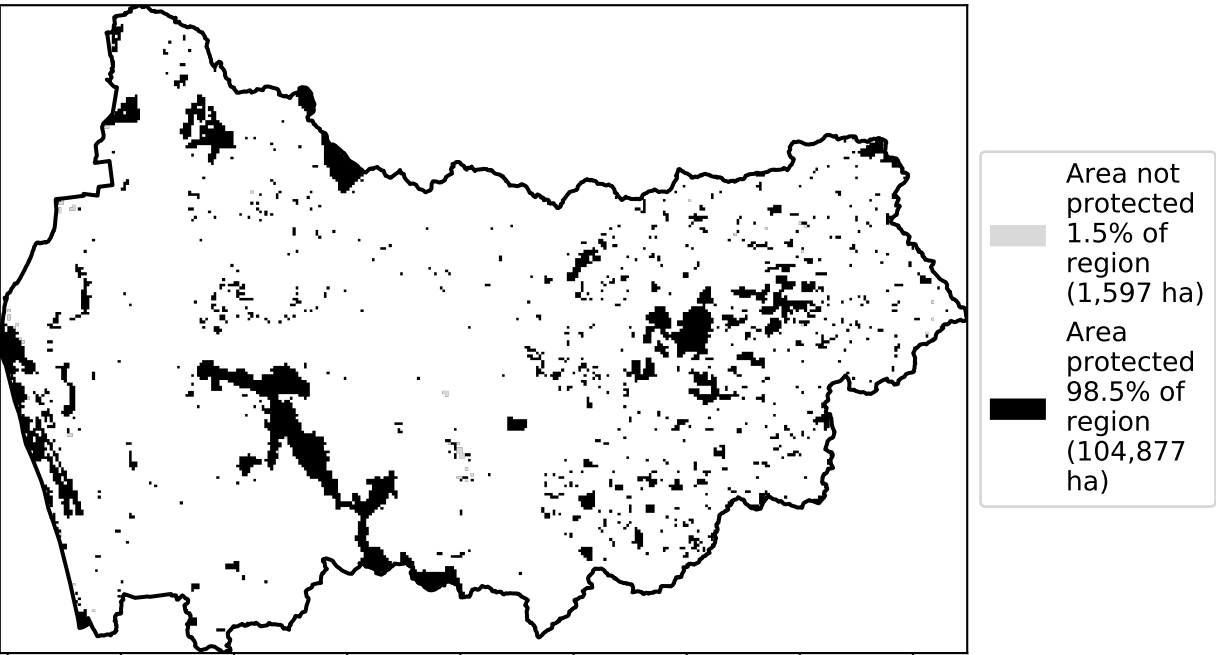 Area not
protected
1.5% of
region
(1,597 ha)
Area
protected
98.5% of
region
(104,877
ha)